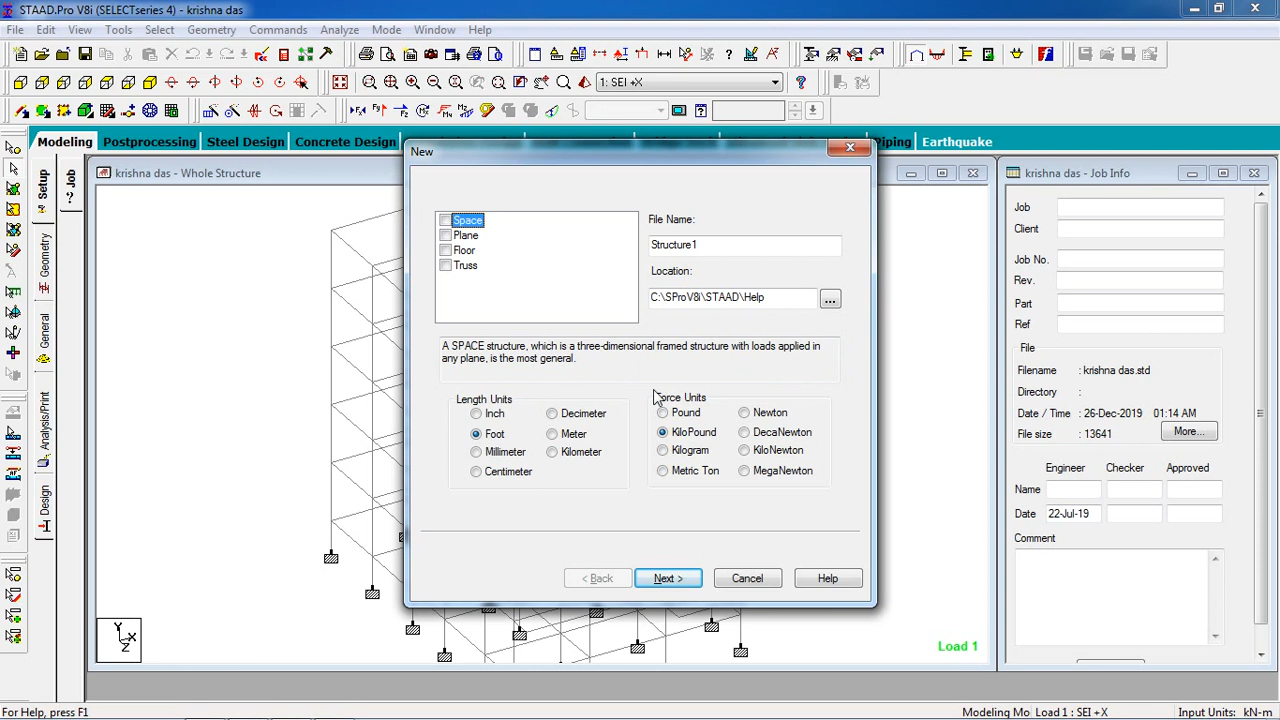 STAAD.Pro V8i (SELECTseries 4) - krishna das
File Edit View Tools Select Geometry Commands Analyze Mode Window Help
1: SEI +X
Modeling Postprocessing Steel Design Concrete Design Piping Earthquake
krishna das - Whole Structure
New
krishna das - Job Info
Setup
Job
Geometry
General
Analysis/Print
Design
Space
Plane
Floor
Truss
File Name:
Structure1
Location:
C:\SProV8i\STAAD\Help
...
A SPACE structure, which is a three-dimensional framed structure with loads applied in
any plane, is the most general.
Length Units
Inch Decimeter
Foot Meter
Millimeter Kilometer
Centimeter
Force Units
Pound Newton
KiloPound DecaNewton
Kilogram KiloNewton
Metric Ton MegaNewton
< Back Next > Cancel Help
Job
Client
Job No.
Rev.
Part
Ref
File
Filename : krishna das.std
Directory :
Date / Time : 26-Dec-2019 01:14 AM
File size : 13641 More...
Engineer Checker Approved
Name
Date 22-Jul-19
Comment
Y
X
Z
Load 1
For Help, press F1
Modeling Mo Load 1 : SEI +X Input Units: kN-m